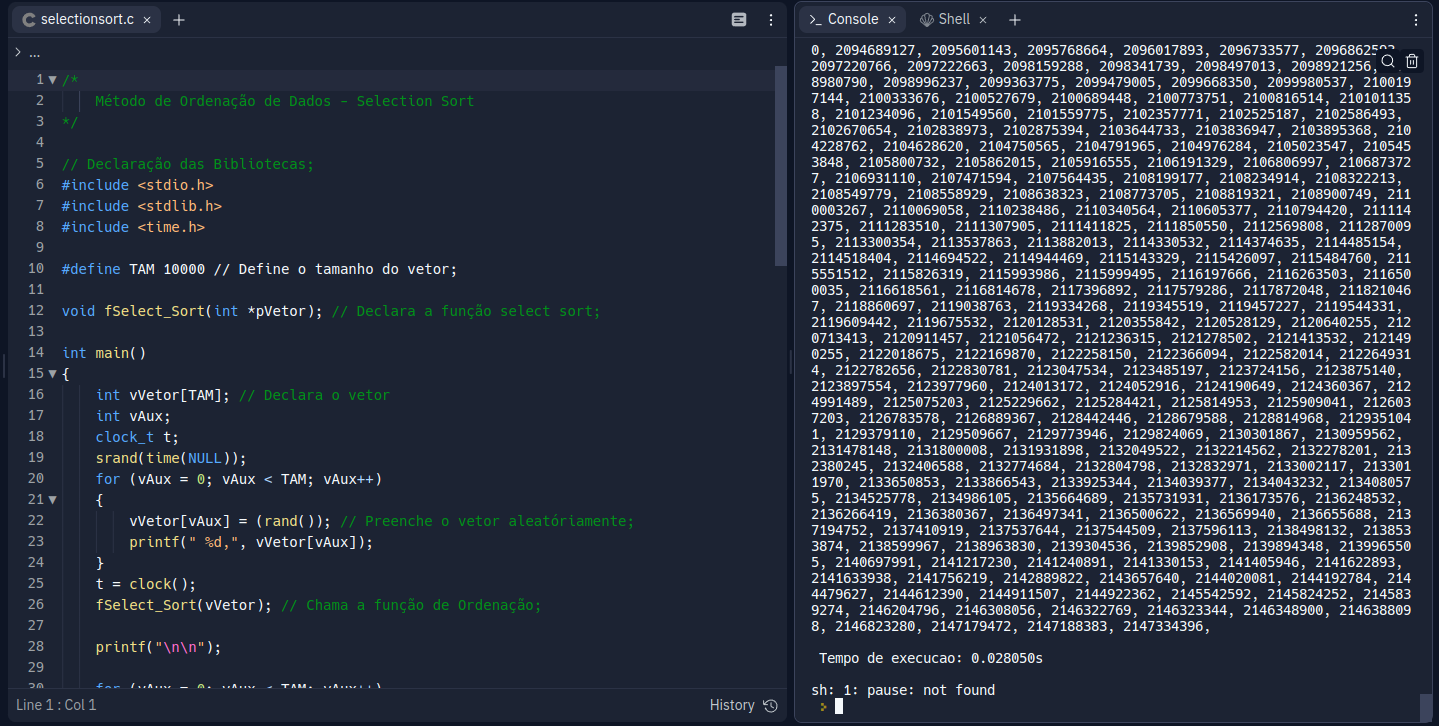 selectionsort.c × +
> ...
1 /*
2 Método de Ordenação de Dados - Selection Sort
3 */
4
5 // Declaração das Bibliotecas;
6 #include <stdio.h>
7 #include <stdlib.h>
8 #include <time.h>
9
10 #define TAM 10000 // Define o tamanho do vetor;
11
12 void fSelect_Sort(int *pVetor); // Declara a função select sort;
13
14 int main()
15 {
16 int vVetor[TAM]; // Declara o vetor
17 int vAux;
18 clock_t t;
19 srand(time(NULL));
20 for (vAux = 0; vAux < TAM; vAux++)
21 {
22 vVetor[vAux] = (rand()); // Preenche o vetor aleatóriamente;
23 printf(" %d,", vVetor[vAux]);
24 }
25 t = clock();
26 fSelect_Sort(vVetor); // Chama a função de Ordenação;
27
28 printf("\n\n");
29
30 for (vAux = 0; vAux < TAM; vAux++)
Line 1 : Col 1 History
>_ Console × Shell × +
0, 2094689127, 2095601143, 2095768664, 2096017893, 2096733577,
2097220766, 2097222663, 2098159288, 2098341739, 2098497013, 2098921256,
8980790, 2098996237, 2099363775, 2099479005, 2099668350, 2099980537, 210019
7144, 2100333676, 2100527679, 2100689448, 2100773751, 2100816514, 210101135
8, 2101234096, 2101549560, 2101559775, 2102357771, 2102525187, 2102586493,
2102670654, 2102838973, 2102875394, 2103644733, 2103836947, 2103895368, 210
4228762, 2104628620, 2104750565, 2104791965, 2104976284, 2105023547, 210545
3848, 2105800732, 2105862015, 2105916555, 2106191329, 2106806997, 210687372
7, 2106931110, 2107471594, 2107564435, 2108199177, 2108234914, 2108322213,
2108549779, 2108558929, 2108638323, 2108773705, 2108819321, 2108900749, 211
0003267, 2110069058, 2110238486, 2110340564, 2110605377, 2110794420, 211114
2375, 2111283510, 2111307905, 2111411825, 2111850550, 2112569808, 211287009
5, 2113300354, 2113537863, 2113882013, 2114330532, 2114374635, 2114485154,
2114518404, 2114694522, 2114944469, 2115143329, 2115426097, 2115484760, 211
5551512, 2115826319, 2115993986, 2115999495, 2116197666, 2116263503, 211650
0035, 2116618561, 2116814678, 2117396892, 2117579286, 2117872048, 211821046
7, 2118860697, 2119038763, 2119334268, 2119345519, 2119457227, 2119544331,
2119609442, 2119675532, 2120128531, 2120355842, 2120528129, 2120640255, 212
0713413, 2120911457, 2121056472, 2121236315, 2121278502, 2121413532, 212149
0255, 2122018675, 2122169870, 2122258150, 2122366094, 2122582014, 212264931
4, 2122782656, 2122830781, 2123047534, 2123485197, 2123724156, 2123875140,
2123897554, 2123977960, 2124013172, 2124052916, 2124190649, 2124360367, 212
4991489, 2125075203, 2125229662, 2125284421, 2125814953, 2125909041, 212603
7203, 2126783578, 2126889367, 2128442446, 2128679588, 2128814968, 212935104
1, 2129379110, 2129509667, 2129773946, 2129824069, 2130301867, 2130959562,
2131478148, 2131800008, 2131931898, 2132049522, 2132214562, 2132278201, 213
2380245, 2132406588, 2132774684, 2132804798, 2132832971, 2133002117, 213301
1970, 2133650853, 2133866543, 2133925344, 2134039377, 2134043232, 213408057
5, 2134525778, 2134986105, 2135664689, 2135731931, 2136173576, 2136248532,
2136266419, 2136380367, 2136497341, 2136500622, 2136569940, 2136655688, 213
7194752, 2137410919, 2137537644, 2137544509, 2137596113, 2138498132, 213853
3874, 2138599967, 2138963830, 2139304536, 2139852908, 2139894348, 213996550
5, 2140697991, 2141217230, 2141240891, 2141330153, 2141405946, 2141622893,
2141633938, 2141756219, 2142889822, 2143657640, 2144020081, 2144192784, 214
4479627, 2144612390, 2144911507, 2144922362, 2145542592, 2145824252, 214583
9274, 2146204796, 2146308056, 2146322769, 2146323344, 2146348900, 214638809
8, 2146823280, 2147179472, 2147188383, 2147334396,
Tempo de execucao: 0.028050s
sh: 1: pause: not found
>